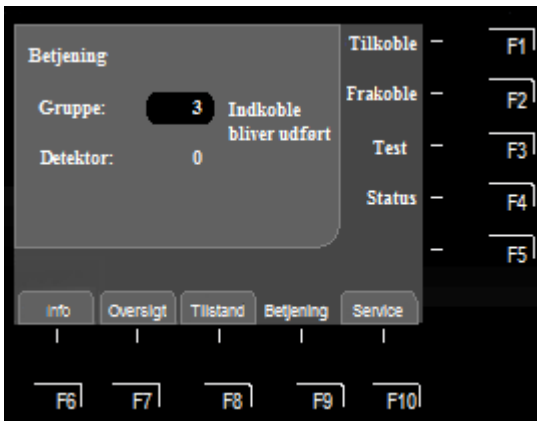 Betjening
Gruppe: 3 Indkoble
bliver udført
Detektor: 0
Tilkoble – F1
Frakoble – F2
Test – F3
Status – F4
– F5
Info Oversigt Tilstand Betjening Service
F6 F7 F8 F9 F10